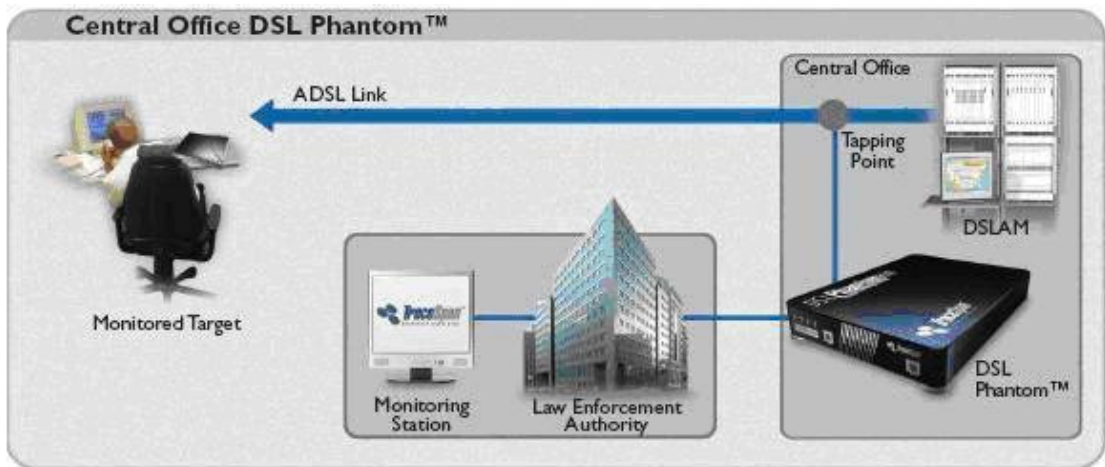 Central Office DSL Phantom™
Central Office
ADSL Link
Tapping
Point
DSLAM
Monitored Target
TraceSpan
Monitoring
Station
Law Enforcement
Authority
DSL
Phantom™